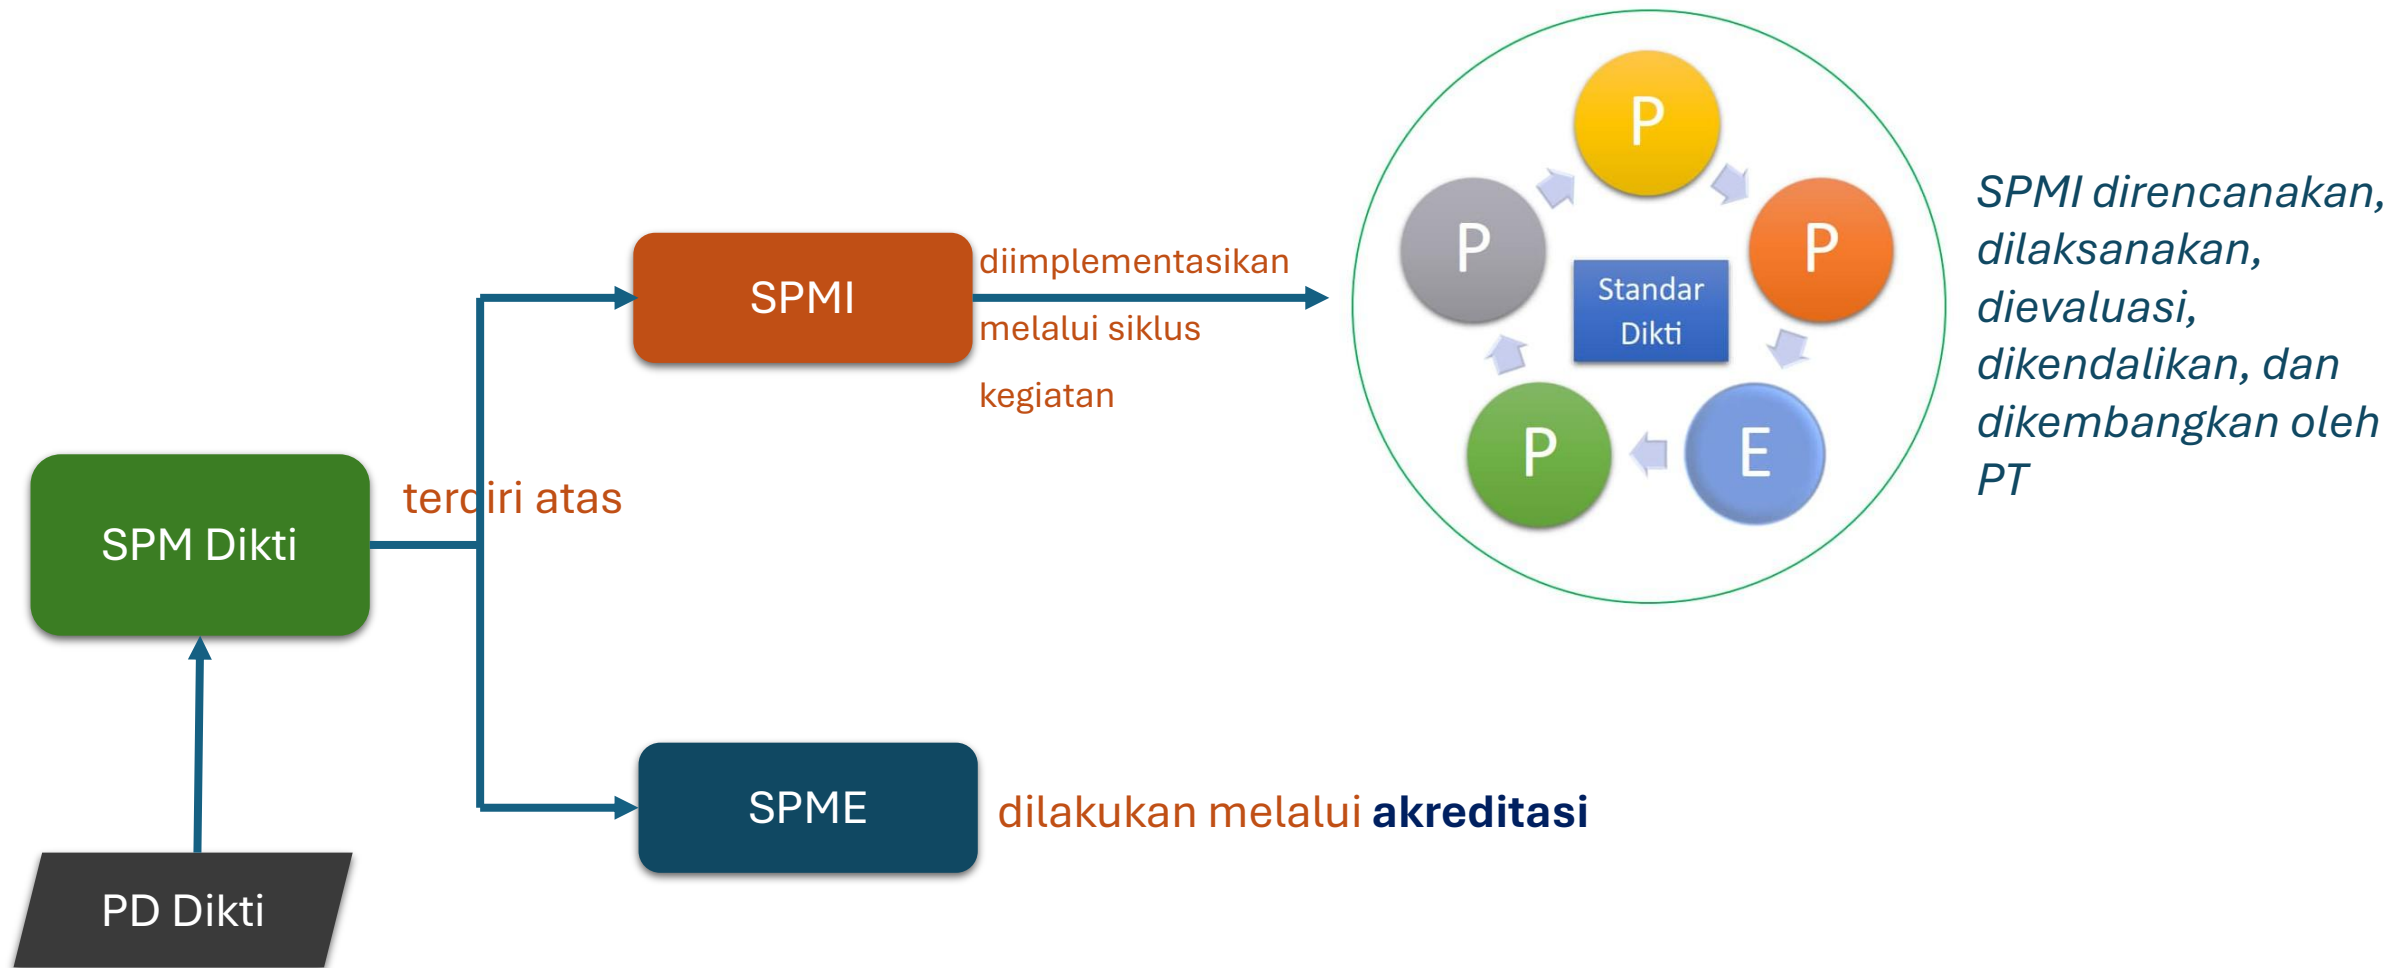 SPM Dikti
terdiri atas
PD Dikti
SPMI
diimplementasikan
melalui siklus
kegiatan
P
P
E
P
P
Standar
Dikti
SPMI direncanakan,
dilaksanakan,
dievaluasi,
dikendalikan, dan
dikembangkan oleh
PT
SPME
dilakukan melalui akreditasi